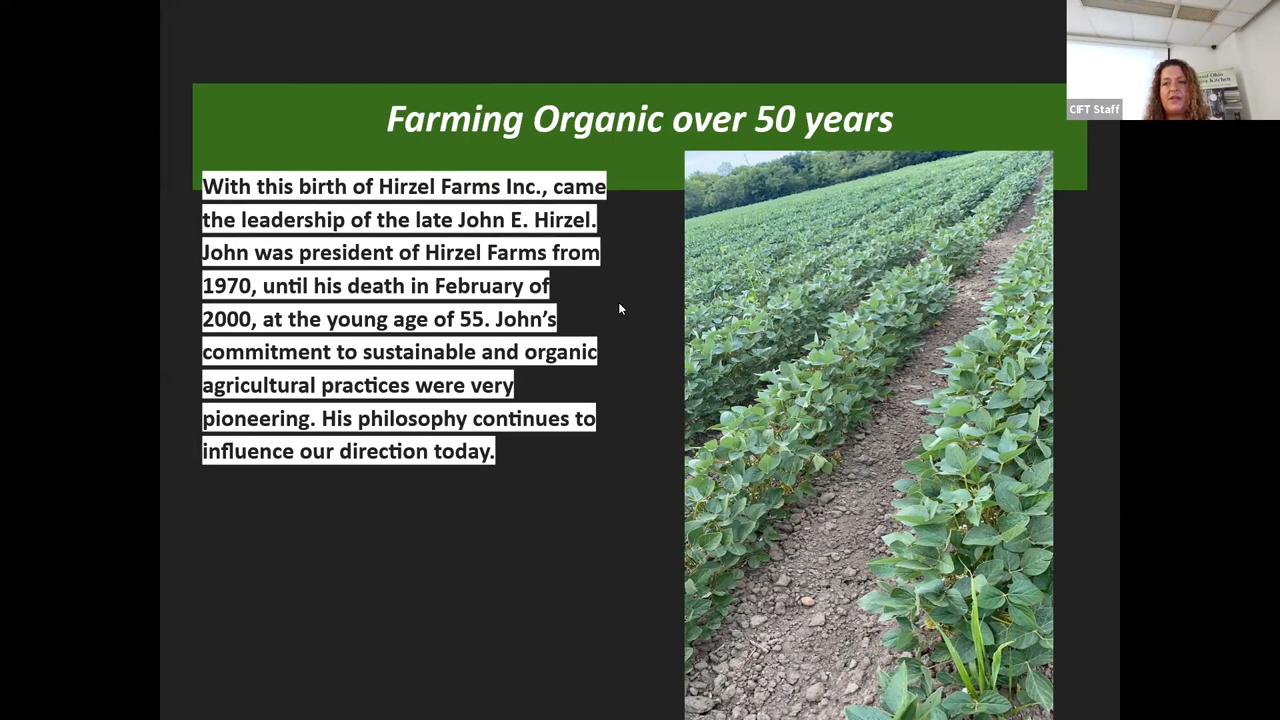 Farming Organic over 50 years
With this birth of Hirzel Farms Inc., came
the leadership of the late John E. Hirzel.
John was president of Hirzel Farms from
1970, until his death in February of
2000, at the young age of 55. John's
commitment to sustainable and organic
agricultural practices were very
pioneering. His philosophy continues to
influence our direction today.
CIFT Staff